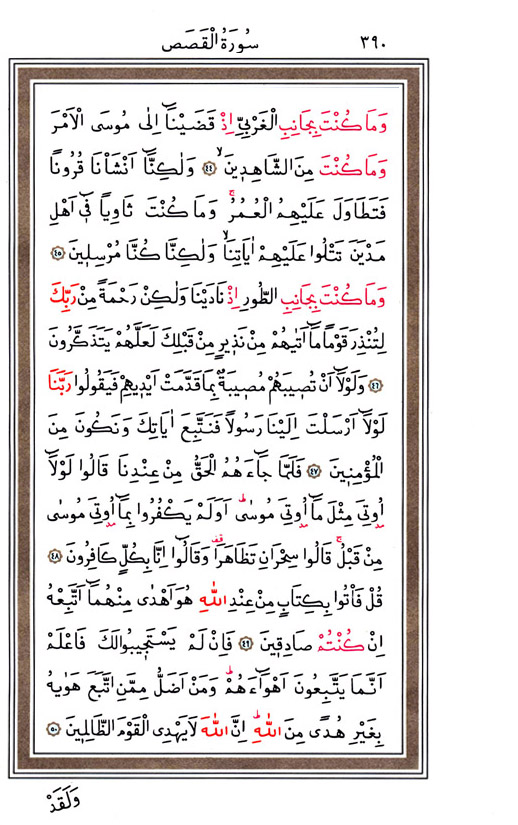 ٣٩٠ سُورَةُ الْقَصَصِ
وَمَا كُنْتَ بِجَانِبِ الْغَرْبِيِّ اِذْ قَضَيْنَٓا اِلٰى مُوسَى الْاَمْرَ
وَمَا كُنْتَ مِنَ الشَّاهِدِينَۙ ﴿٤٤﴾ وَلٰكِنَّٓا اَنْشَأْنَا قُرُونًا
فَتَطَاوَلَ عَلَيْهِمُ الْعُمُرُۚ وَمَا كُنْتَ ثَاوِيًا فِٓى اَهْلِ
مَدْيَنَ تَتْلُوا عَلَيْهِمْ اٰيَاتِنَاۙ وَلٰكِنَّا كُنَّا مُرْسِلِينَ ﴿٤٥﴾
وَمَا كُنْتَ بِجَانِبِ الطُّورِ اِذْ نَادَيْنَا وَلٰكِنْ رَحْمَةً مِنْ رَبِّكَ
لِتُنْذِرَ قَوْمًا مَٓا اَتٰيهُمْ مِنْ نَذِيرٍ مِنْ قَبْلِكَ لَعَلَّهُمْ يَتَذَكَّرُونَ
﴿٤٦﴾ وَلَوْلَٓا اَنْ تُصِيبَهُمْ مُصِيبَةٌ بِمَا قَدَّمَتْ اَيْدِيهِمْ فَيَقُولُوا رَبَّنَا
لَوْلَٓا اَرْسَلْتَ اِلَيْنَا رَسُولًا فَنَتَّبِعَ اٰيَاتِكَ وَنَكُونَ مِنَ
الْمُؤْمِنِينَ ﴿٤٧﴾ فَلَمَّا جَٓاءَهُمُ الْحَقُّ مِنْ عِنْدِنَا قَالُوا لَوْلَٓا
اُوتِىَ مِثْلَ مَٓا اُوتِىَ مُوسٰىۜ اَوَلَمْ يَكْفُرُوا بِمَٓا اُوتِىَ مُوسٰى
مِنْ قَبْلُۚ قَالُوا سِحْرَانِ تَظَاهَرَا۠ وَقَالُٓوا اِنَّا بِكُلٍّ كَافِرُونَ ﴿٤٨﴾
قُلْ فَأْتُوا بِكِتَابٍ مِنْ عِنْدِ اللّٰهِ هُوَ اَهْدٰى مِنْهُمَٓا اَتَّبِعْهُ
اِنْ كُنْتُمْ صَادِقِينَ ﴿٤٩﴾ فَاِنْ لَمْ يَسْتَجِيبُوا لَكَ فَاعْلَمْ
اَنَّمَا يَتَّبِعُونَ اَهْوَٓاءَهُمْۜ وَمَنْ اَضَلُّ مِمَّنِ اتَّبَعَ هَوٰيهُ
بِغَيْرِ هُدًى مِنَ اللّٰهِۜ اِنَّ اللّٰهَ لَا يَهْدِى الْقَوْمَ الظَّالِمِينَ ﴿٥٠﴾
وَلَقَدْ